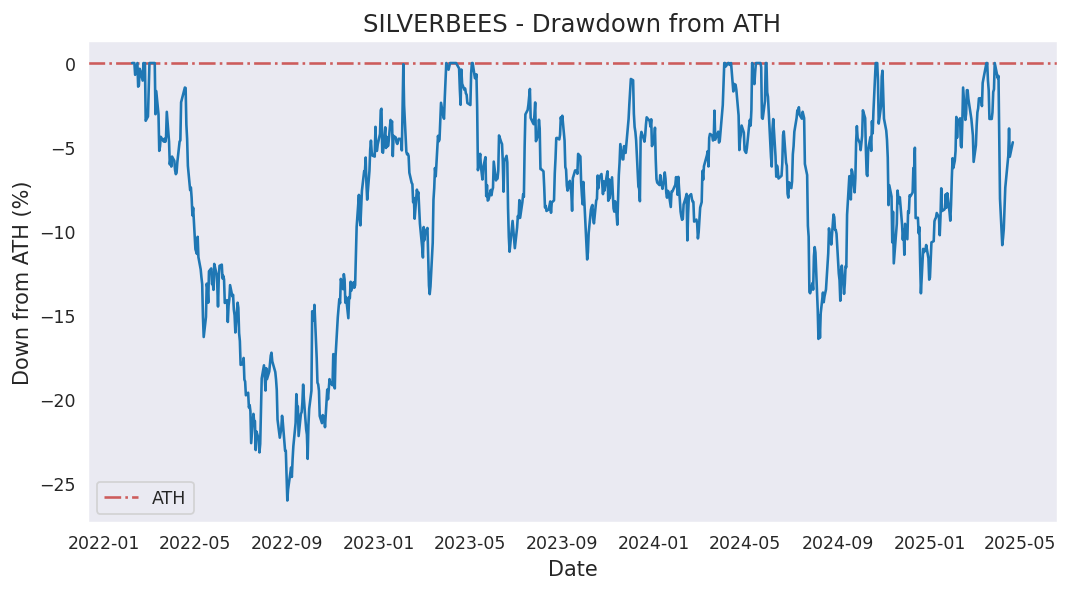 SILVERBEES - Drawdown from ATH
Down from ATH (%)
0
−5
−10
−15
−20
−25
ATH
2022-01 2022-05 2022-09 2023-01 2023-05 2023-09 2024-01 2024-05 2024-09 2025-01 2025-05
Date